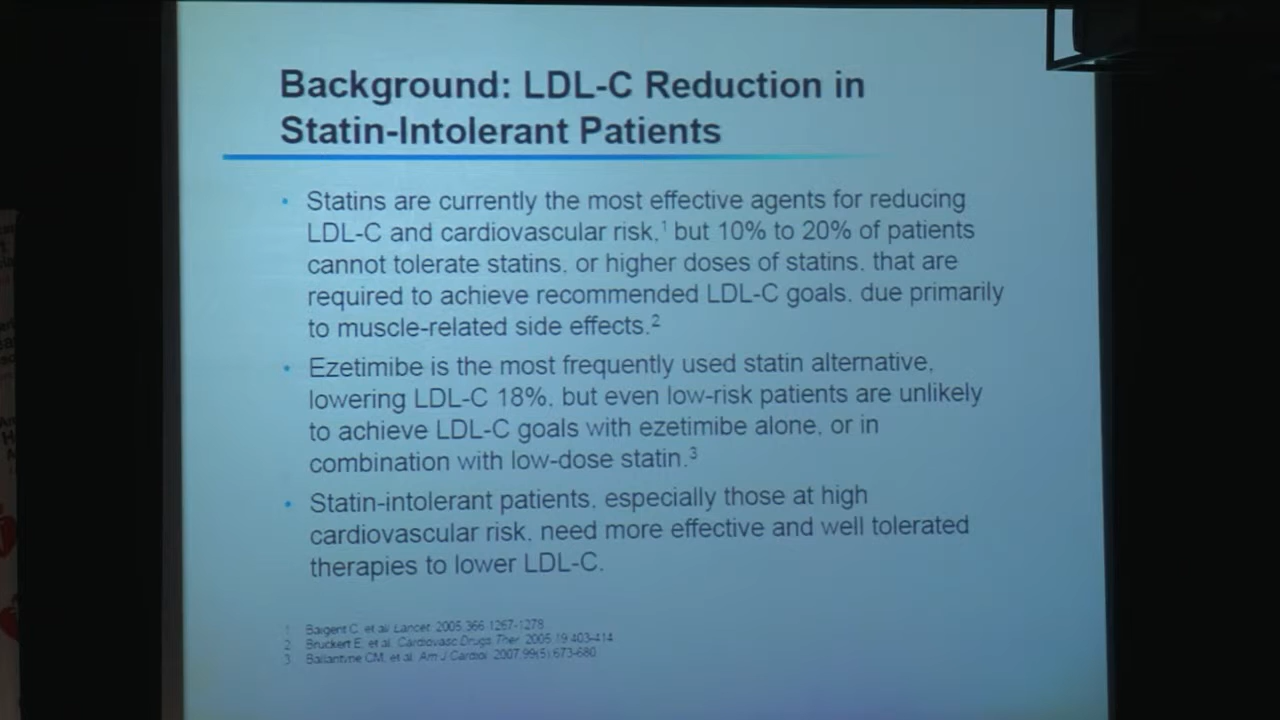 Background: LDL-C Reduction in
Statin-Intolerant Patients
• Statins are currently the most effective agents for reducing
LDL-C and cardiovascular risk,1 but 10% to 20% of patients
cannot tolerate statins, or higher doses of statins, that are
required to achieve recommended LDL-C goals, due primarily
to muscle-related side effects.2
• Ezetimibe is the most frequently used statin alternative,
lowering LDL-C 18%, but even low-risk patients are unlikely
to achieve LDL-C goals with ezetimibe alone, or in
combination with low-dose statin.3
• Statin-intolerant patients, especially those at high
cardiovascular risk, need more effective and well tolerated
therapies to lower LDL-C.
1 Baigent C, et al. Lancet. 2005;366:1267-1278
2 Bruckert E, et al. Cardiovasc Drugs Ther. 2005;19:403-414
3 Ballantine CM, et al. Am J Cardiol. 2007;99(5):673-680